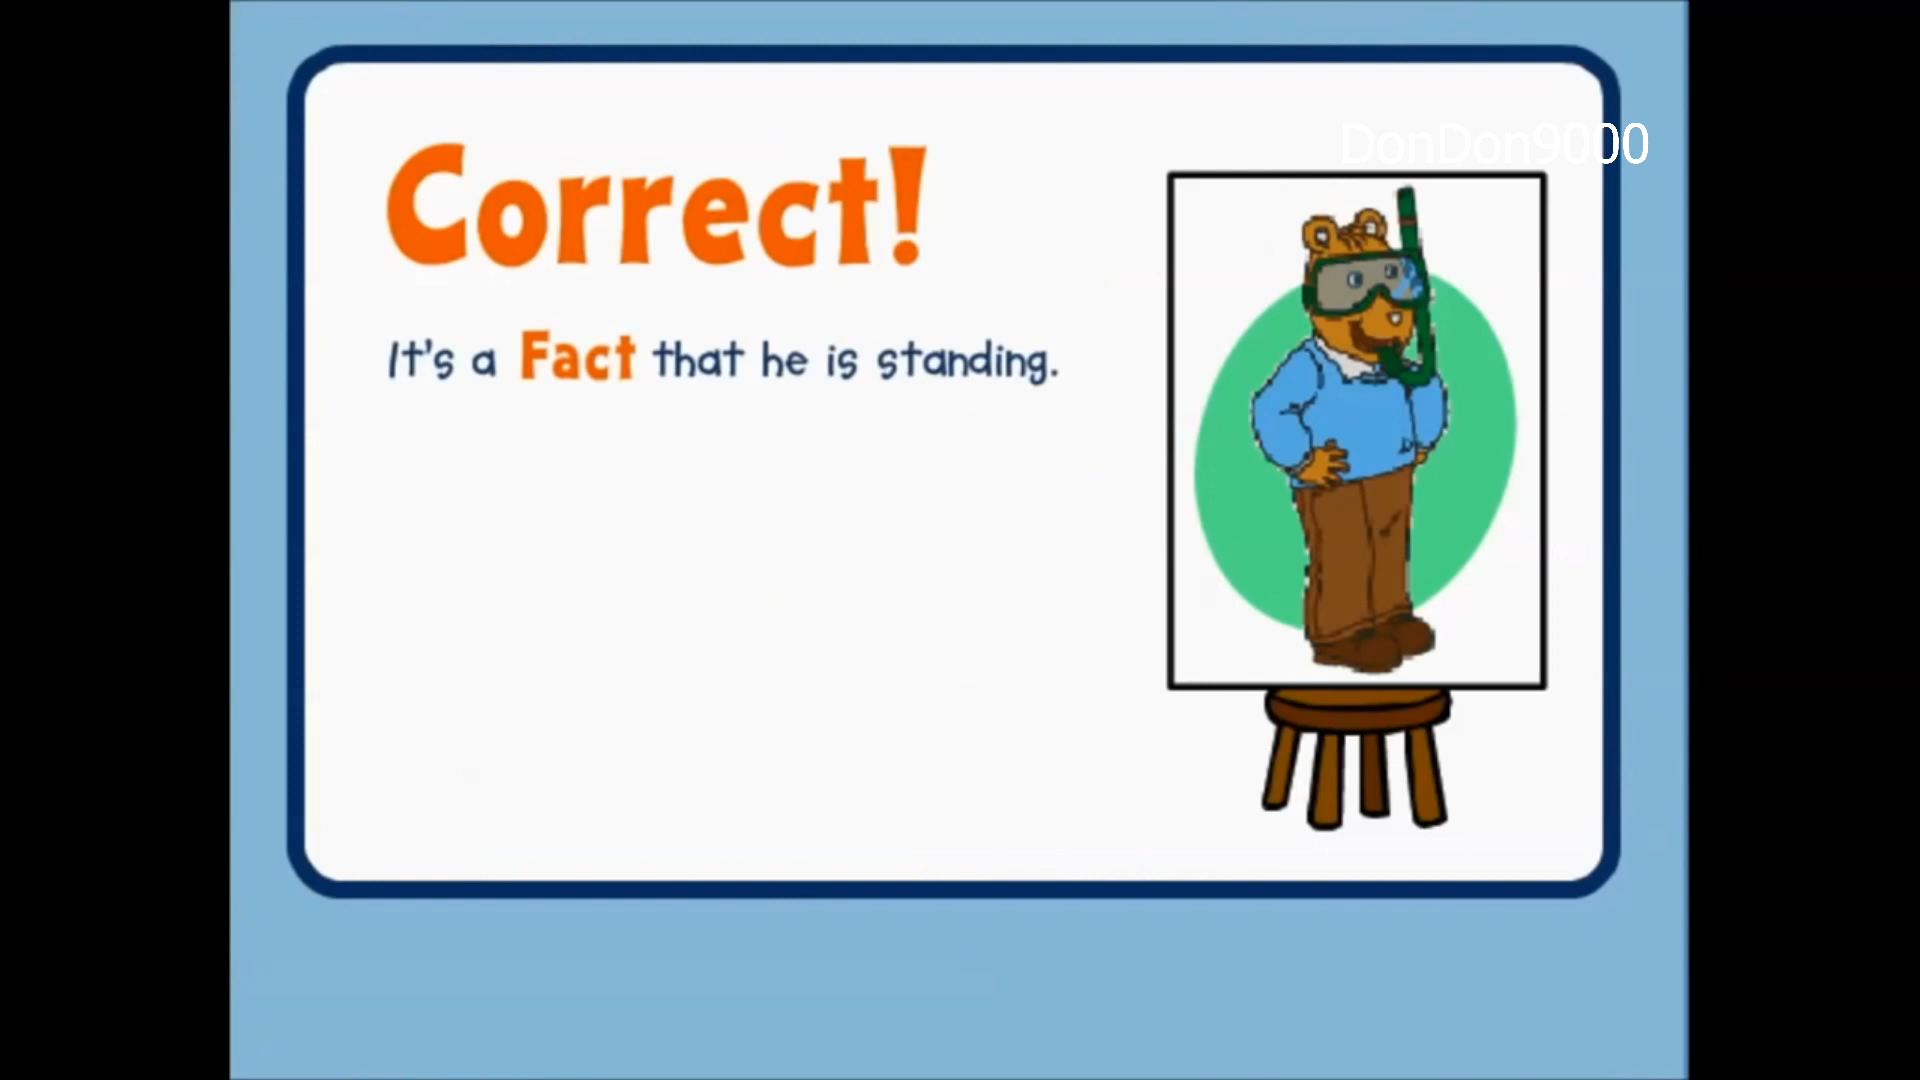 DonDon9000
Correct!
It's a Fact that he is standing.